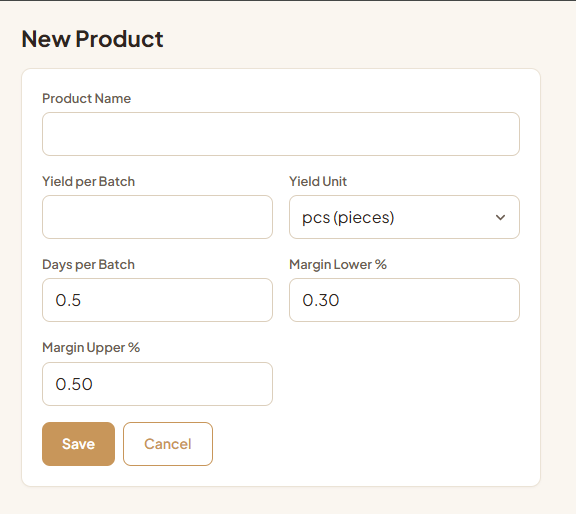 New Product
Product Name
Yield per Batch
Yield Unit
pcs (pieces)
Days per Batch
Margin Lower %
0.5
0.30
Margin Upper %
0.50
Save
Cancel